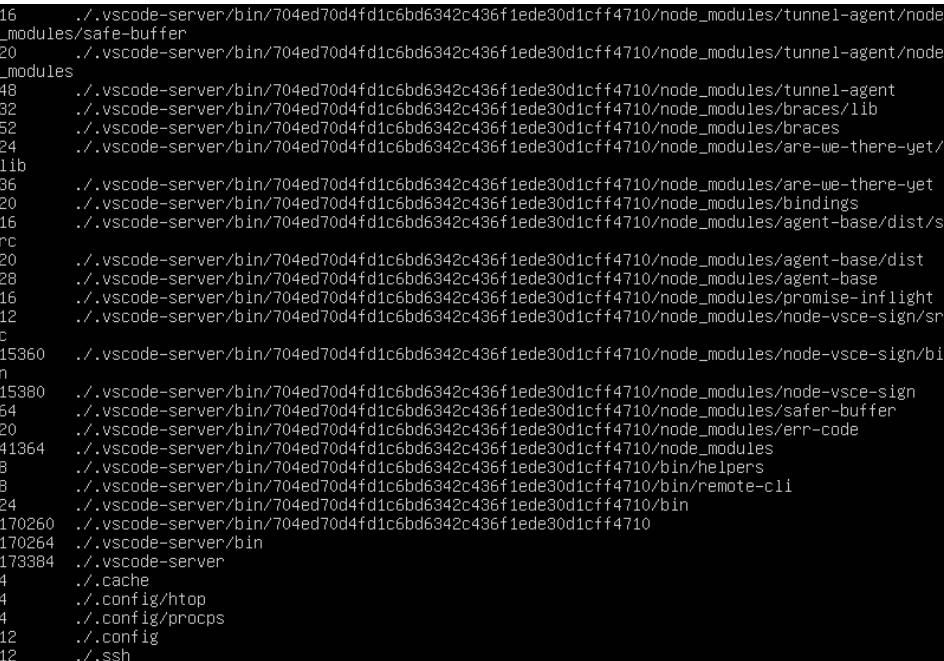 16      ./.vscode-server/bin/704ed70d4fd1c6bd6342c436f1ede30d1cff4710/node_modules/tunnel-agent/node
_modules/safe-buffer
20      ./.vscode-server/bin/704ed70d4fd1c6bd6342c436f1ede30d1cff4710/node_modules/tunnel-agent/node
_modules
48      ./.vscode-server/bin/704ed70d4fd1c6bd6342c436f1ede30d1cff4710/node_modules/tunnel-agent
32      ./.vscode-server/bin/704ed70d4fd1c6bd6342c436f1ede30d1cff4710/node_modules/braces/lib
52      ./.vscode-server/bin/704ed70d4fd1c6bd6342c436f1ede30d1cff4710/node_modules/braces
24      ./.vscode-server/bin/704ed70d4fd1c6bd6342c436f1ede30d1cff4710/node_modules/are-we-there-yet/
lib
36      ./.vscode-server/bin/704ed70d4fd1c6bd6342c436f1ede30d1cff4710/node_modules/are-we-there-yet
20      ./.vscode-server/bin/704ed70d4fd1c6bd6342c436f1ede30d1cff4710/node_modules/bindings
16      ./.vscode-server/bin/704ed70d4fd1c6bd6342c436f1ede30d1cff4710/node_modules/agent-base/dist/s
rc
20      ./.vscode-server/bin/704ed70d4fd1c6bd6342c436f1ede30d1cff4710/node_modules/agent-base/dist
28      ./.vscode-server/bin/704ed70d4fd1c6bd6342c436f1ede30d1cff4710/node_modules/agent-base
16      ./.vscode-server/bin/704ed70d4fd1c6bd6342c436f1ede30d1cff4710/node_modules/promise-inflight
12      ./.vscode-server/bin/704ed70d4fd1c6bd6342c436f1ede30d1cff4710/node_modules/node-vsce-sign/sr
c
15360   ./.vscode-server/bin/704ed70d4fd1c6bd6342c436f1ede30d1cff4710/node_modules/node-vsce-sign/bi
n
15380   ./.vscode-server/bin/704ed70d4fd1c6bd6342c436f1ede30d1cff4710/node_modules/node-vsce-sign
64      ./.vscode-server/bin/704ed70d4fd1c6bd6342c436f1ede30d1cff4710/node_modules/safer-buffer
20      ./.vscode-server/bin/704ed70d4fd1c6bd6342c436f1ede30d1cff4710/node_modules/err-code
41364   ./.vscode-server/bin/704ed70d4fd1c6bd6342c436f1ede30d1cff4710/node_modules
8       ./.vscode-server/bin/704ed70d4fd1c6bd6342c436f1ede30d1cff4710/bin/helpers
8       ./.vscode-server/bin/704ed70d4fd1c6bd6342c436f1ede30d1cff4710/bin/remote-cli
24      ./.vscode-server/bin/704ed70d4fd1c6bd6342c436f1ede30d1cff4710/bin
170260  ./.vscode-server/bin/704ed70d4fd1c6bd6342c436f1ede30d1cff4710
170264  ./.vscode-server/bin
173384  ./.vscode-server
4       ./.cache
4       ./.config/htop
4       ./.config/procps
12      ./.config
12      ./.ssh